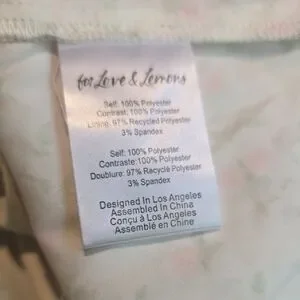 for Love & Lemons
Self: 100% Polyester
Contrast: 100% Polyester
Linine: 97% Recycled Polyester
3% Spandex
Self: 100% Polyester
Contraste:100% Polyester
Doublure: 97% Recycle Polyester
3% Spandex
Designed In Los Angeles
Assembled In China
Conçu à Los Angeles
Assemblé en Chine